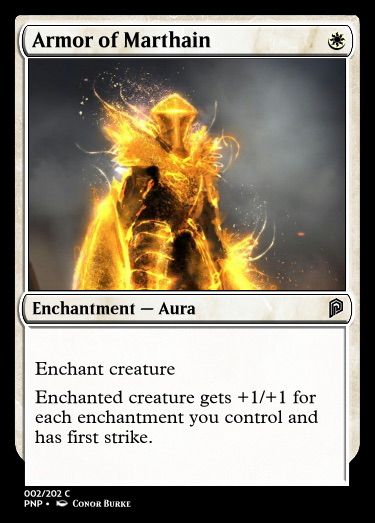 Armor of Marthain
Enchantment — Aura
Enchant creature
Enchanted creature gets +1/+1 for
each enchantment you control and
has first strike.
002/202 C
PNP • Conor Burke